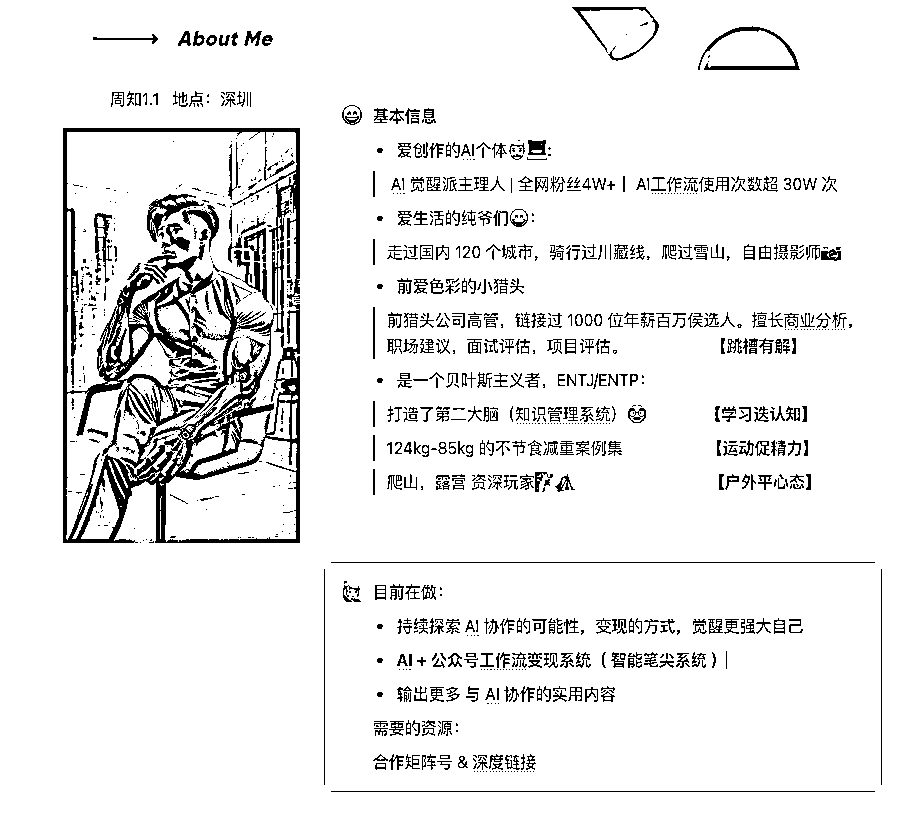 About Me
周知1.1 地点：深圳
😄 基本信息
• 爱创作的AI个体:
AI 觉醒派主理人 | 全网粉丝4W+ | AI工作流使用次数超 30W 次
• 爱生活的纯爷们😄：
走过国内 120 个城市，骑行过川藏线，爬过雪山，自由摄影师📷
• 前爱色彩的小猎头
前猎头公司高管，链接过 1000 位年薪百万侯选人。擅长商业分析，
职场建议，面试评估，项目评估。 【跳槽有解】
• 是一个贝叶斯主义者，ENTJ/ENTP：
打造了第二大脑（知识管理系统） 【学习迭认知】
124kg-85kg 的不节食减重案例集 【运动促精力】
爬山，露营 资深玩家 【户外平心态】
目前在做：
• 持续探索 AI 协作的可能性，变现的方式，觉醒更强大自己
• AI + 公众号工作流变现系统（ 智能笔尖系统 ）|
• 输出更多 与 AI 协作的实用内容
需要的资源：
合作矩阵号 & 深度链接